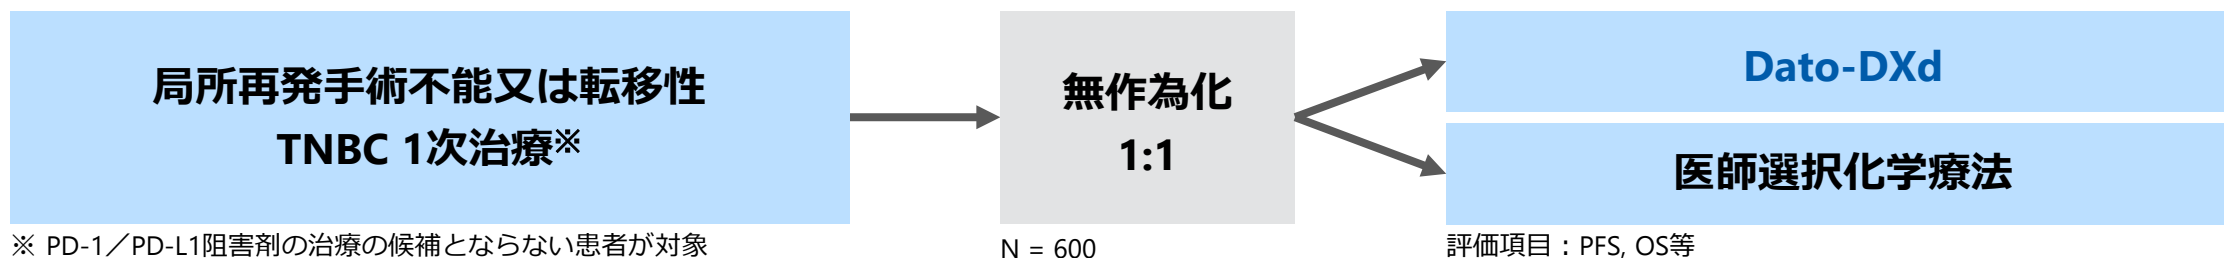 局所再発手術不能又は転移性
TNBC 1次治療※
※ PD-1／PD-L1阻害剤の治療の候補とならない患者が対象
無作為化
1:1
N = 600
Dato-DXd
医師選択化学療法
評価項目：PFS, OS等